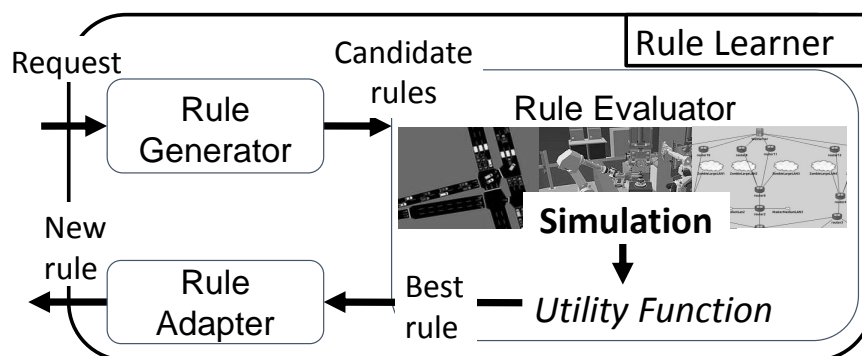 Rule Learner
Request
Candidate
rules
Rule
Generator
Rule Evaluator
Simulation
New
rule
Rule
Adapter
Best
rule
Utility Function